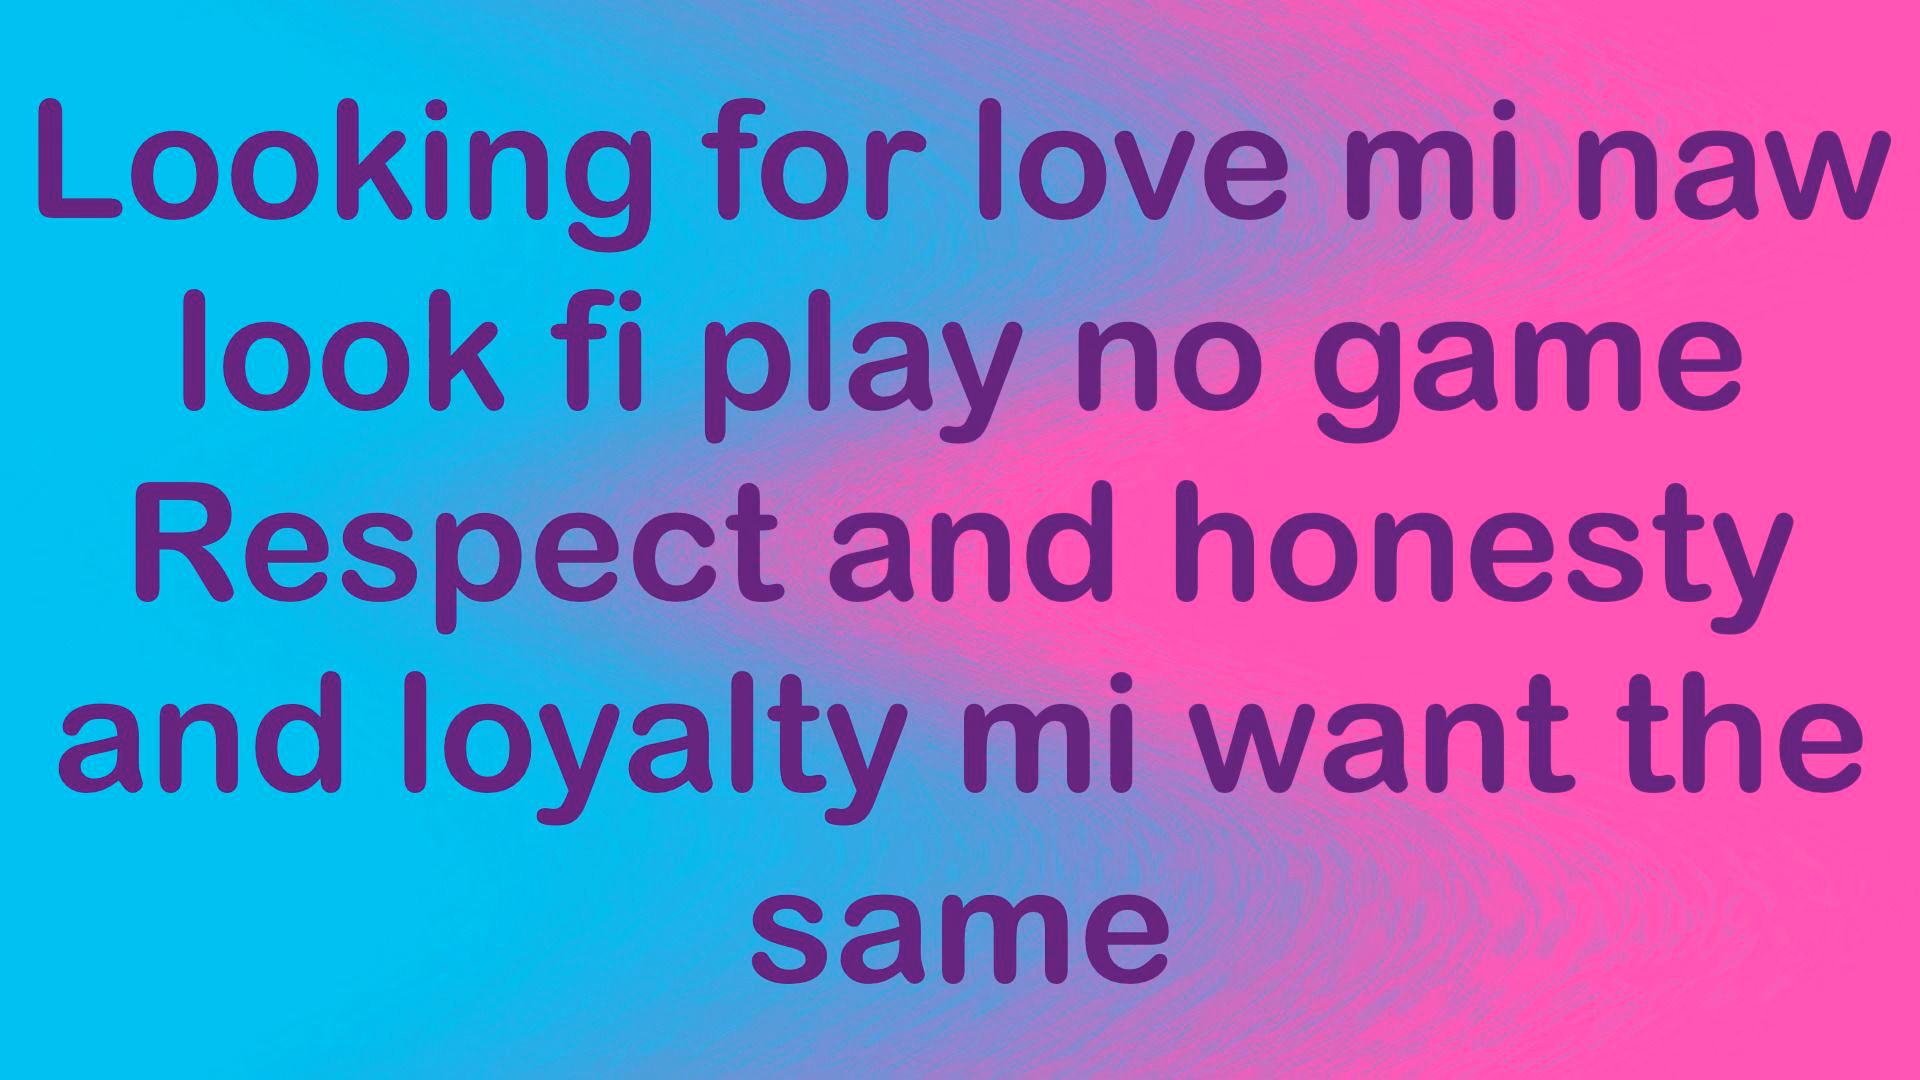 Looking for love mi naw
look fi play no game
Respect and honesty
and loyalty mi want the
same